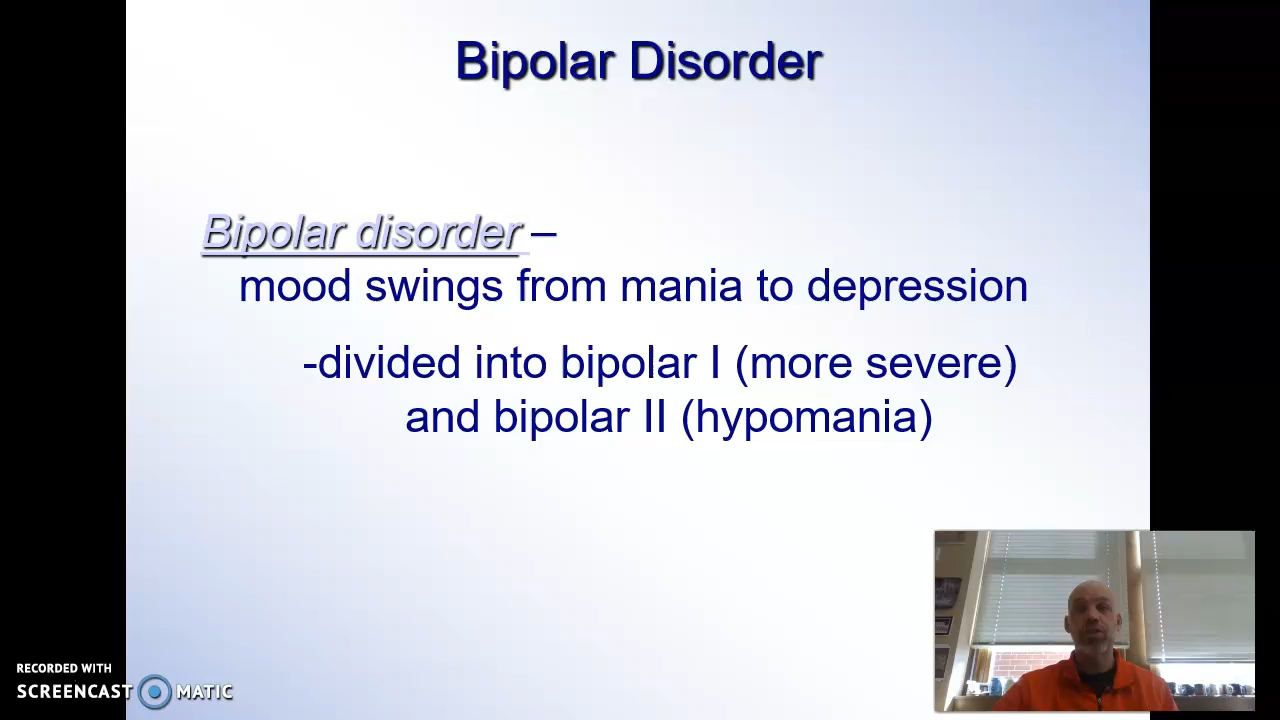 Bipolar Disorder
Bipolar disorder –
mood swings from mania to depression
-divided into bipolar I (more severe)
and bipolar II (hypomania)
RECORDED WITH
SCREENCAST MATIC